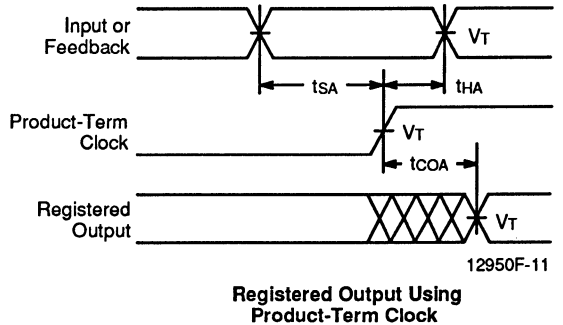 Input or
Feedback
VT
tSA
tHA
Product-Term
Clock
VT
tCOA
Registered
Output
VT
12950F-11
Registered Output Using
Product-Term Clock